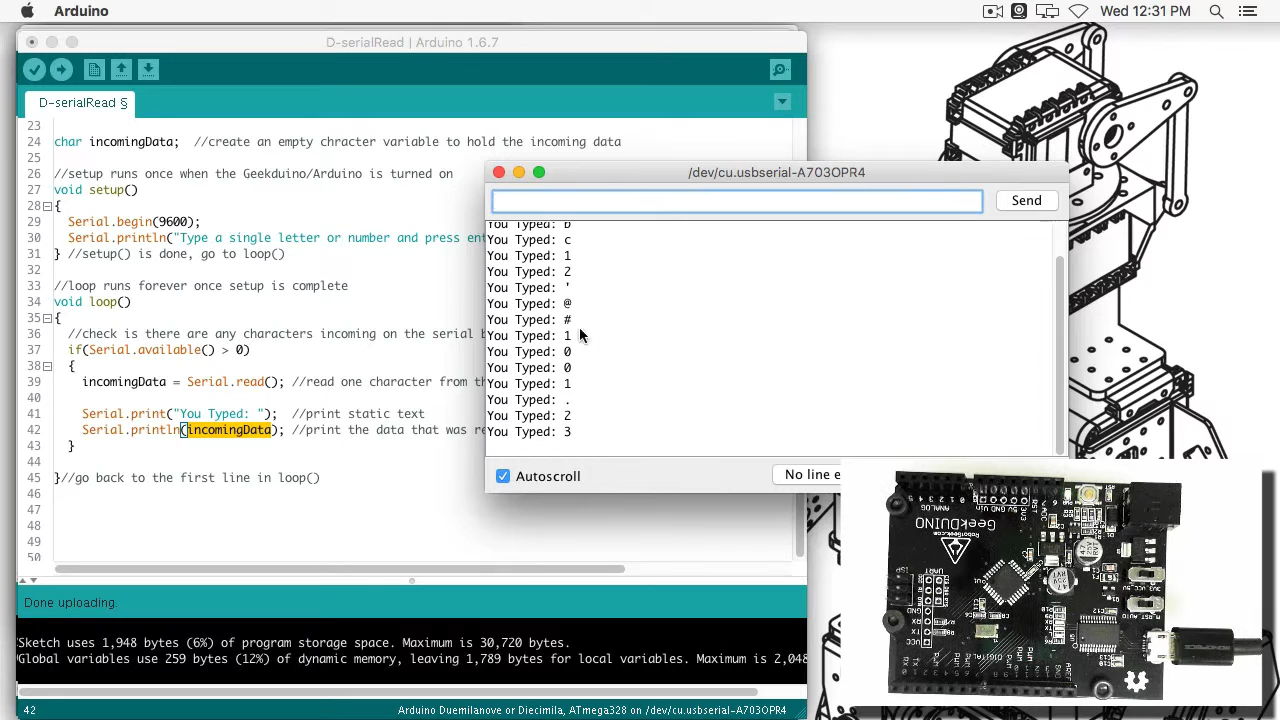 Arduino
Wed 12:31 PM
D-serialRead | Arduino 1.6.7
D-serialRead §
23
24 char incomingData; //create an empty chracter variable to hold the incoming data
25
26 //setup runs once when the Geekduino/Arduino is turned on
27 void setup()
28 {
29 Serial.begin(9600);
30 Serial.println("Type a single letter or number and press ent
31 } //setup() is done, go to loop()
32
33 //loop runs forever once setup is complete
34 void loop()
35 {
36 //check is there are any characters incoming on the serial b
37 if(Serial.available() > 0)
38 {
39 incomingData = Serial.read(); //read one character from th
40
41 Serial.print("You Typed: "); //print static text
42 Serial.println(incomingData); //print the data that was re
43 }
44
45 }//go back to the first line in loop()
46
47
48
49
50
/dev/cu.usbserial-A703OPR4
Send
You Typed: b
You Typed: c
You Typed: 1
You Typed: 2
You Typed: '
You Typed: @
You Typed: #
You Typed: 1
You Typed: 0
You Typed: 0
You Typed: 1
You Typed: .
You Typed: 2
You Typed: 3
Autoscroll
No line e
Done uploading.
Sketch uses 1,948 bytes (6%) of program storage space. Maximum is 30,720 bytes.
Global variables use 259 bytes (12%) of dynamic memory, leaving 1,789 bytes for local variables. Maximum is 2,048
42
Arduino Duemilanove or Diecimila, ATmega328 on /dev/cu.usbserial-A703OPR4
GeekDUINO
ANALOG
DIGITAL
UART
ISP